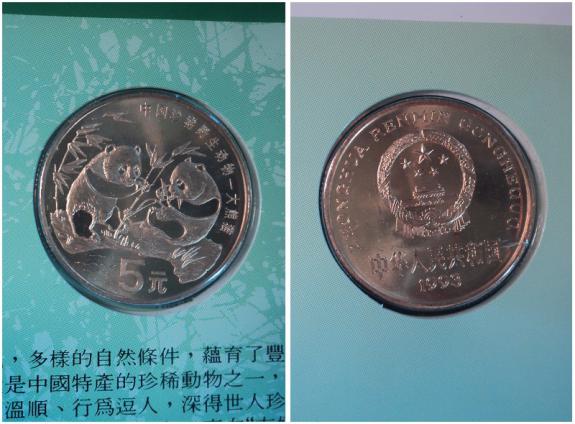 中国珍稀野生动物—大熊猫
5元
，多樣的自然條件，蘊育了豐
是中國特產的珍稀動物之一，
溫順、行爲逗人，深得世人珍
ZHONGHUA RENMIN GONGHEGUO
中华人民共和国
1993